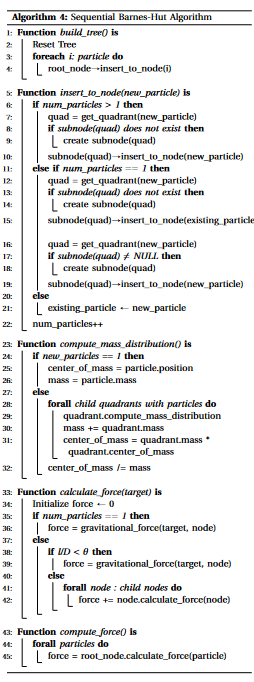 Algorithm 4: Sequential Barnes-Hut Algorithm
1: Function build_tree() is
2: Reset Tree
3: foreach i: particle do
4: root_node→insert_to_node(i)
5: Function insert_to_node(new_particle) is
6: if num_particles > 1 then
7: quad = get_quadrant(new_particle)
8: if subnode(quad) does not exist then
9: create subnode(quad)
10: subnode(quad)→insert_to_node(new_particle)
11: else if num_particles == 1 then
12: quad = get_quadrant(new_particle)
13: if subnode(quad) does not exist then
14: create subnode(quad)
15: subnode(quad)→insert_to_node(existing_particle
16: quad = get_quadrant(new_particle)
17: if subnode(quad) ≠ NULL then
18: create subnode(quad)
19: subnode(quad)→insert_to_node(new_particle)
20: else
21: existing_particle ← new_particle
22: num_particles++
23: Function compute_mass_distribution() is
24: if new_particles == 1 then
25: center_of_mass = particle.position
26: mass = particle.mass
27: else
28: forall child quadrants with particles do
29: quadrant.compute_mass_distribution
30: mass += quadrant.mass
31: center_of_mass = quadrant.mass *
quadrant.center_of_mass
32: center_of_mass /= mass
33: Function calculate_force(target) is
34: Initialize force ← 0
35: if num_particles == 1 then
36: force = gravitational_force(target, node)
37: else
38: if l/D < θ then
39: force = gravitational_force(target, node)
40: else
41: forall node : child nodes do
42: force += node.calculate_force(node)
43: Function compute_force() is
44: forall particles do
45: force = root_node.calculate_force(particle)